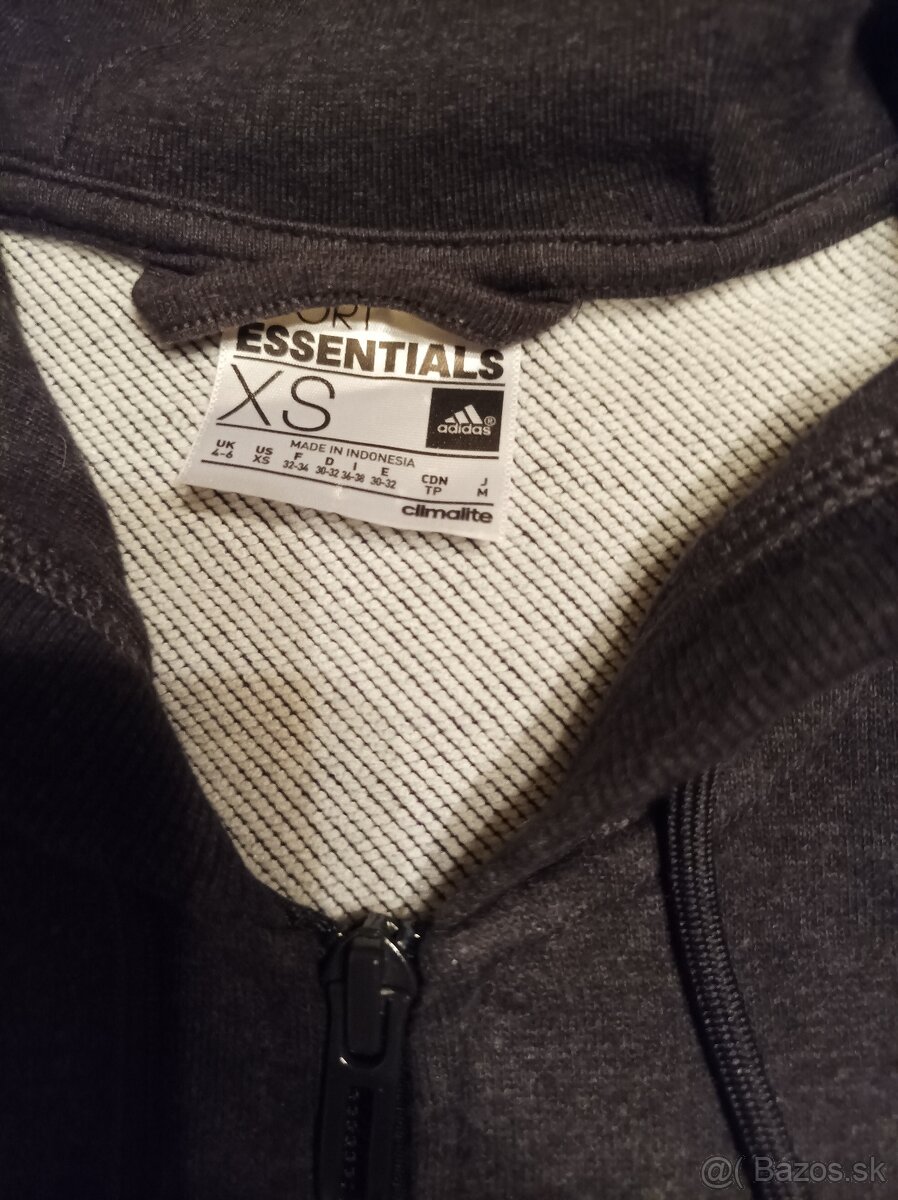 ESSENTIALS
XS
adidas®
MADE IN INDONESIA
UK US F D I E CDN J
4-6 XS 32-34 30-32 36-38 30-32 TP M
climalite
@( Bazos.sk